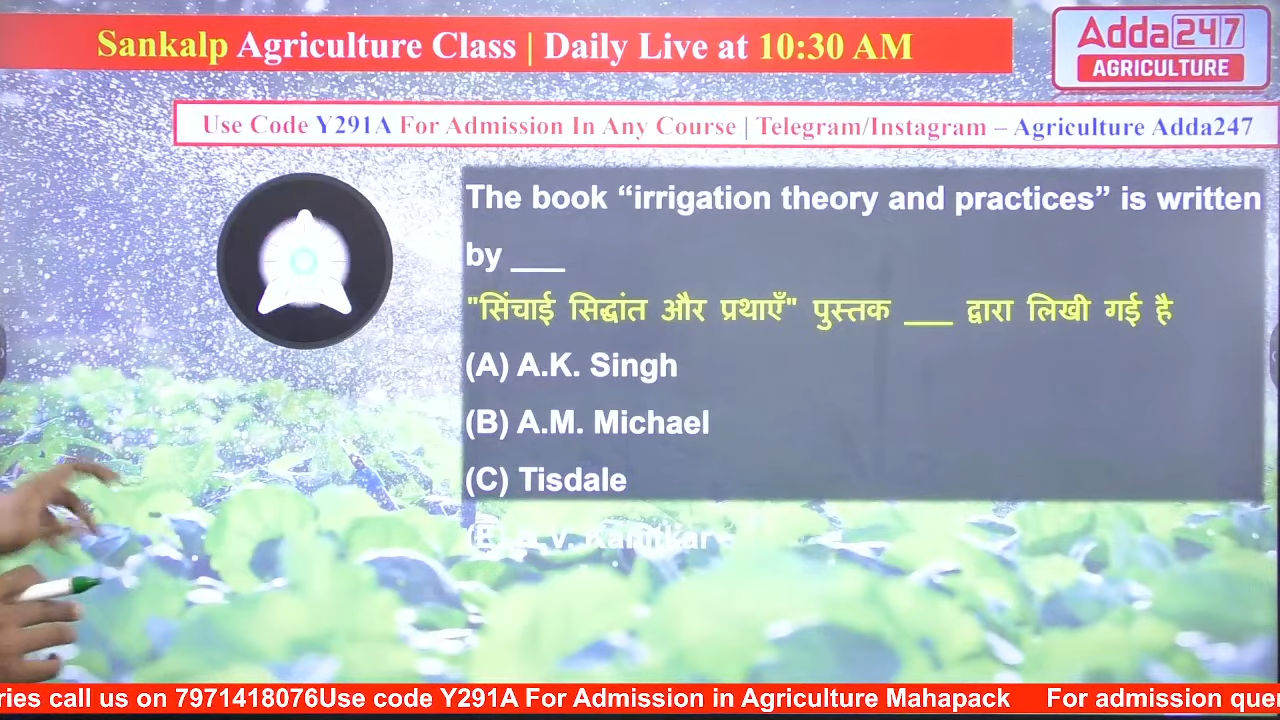 Sankalp Agriculture Class | Daily Live at 10:30 AM
Adda247
AGRICULTURE
Use Code Y291A For Admission In Any Course | Telegram/Instagram – Agriculture Adda247
The book “irrigation theory and practices” is written
by ___
"सिंचाई सिद्धांत और प्रथाएँ" पुस्तक ___ द्वारा लिखी गई है
(A) A.K. Singh
(B) A.M. Michael
(C) Tisdale
V. Kanitkar
ries call us on 7971418076Use code Y291A For Admission in Agriculture Mahapack For admission que